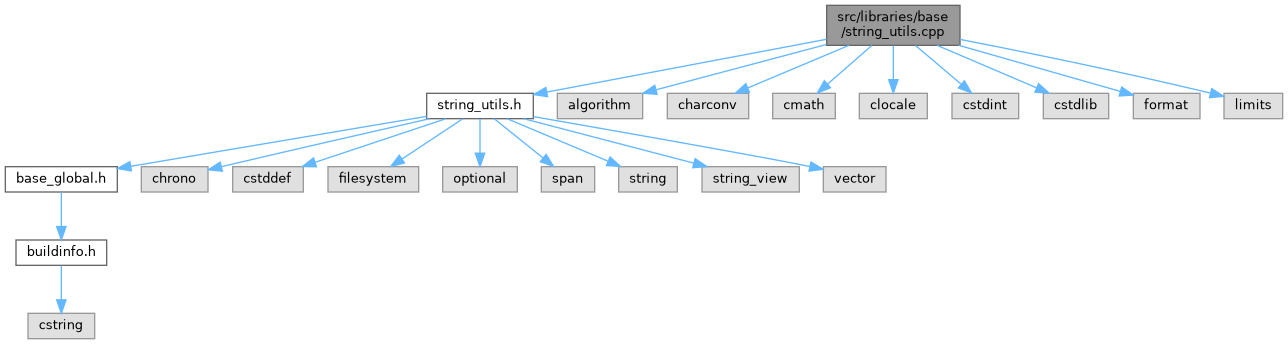 src/libraries/base
/string_utils.cpp
string_utils.h
algorithm
charconv
cmath
clocale
cstdint
cstdlib
format
limits
base_global.h
chrono
cstddef
filesystem
optional
span
string
string_view
vector
buildinfo.h
cstring